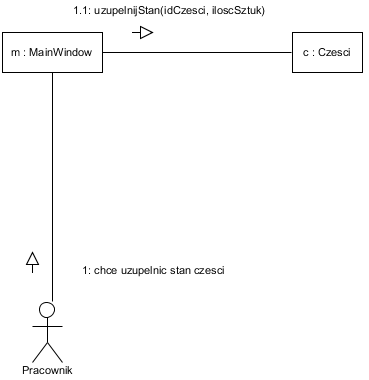 1.1: uzupelnijStan(idCzesci, iloscSztuk)
m : MainWindow
c : Czesci
1: chce uzupelnic stan czesci
Pracownik